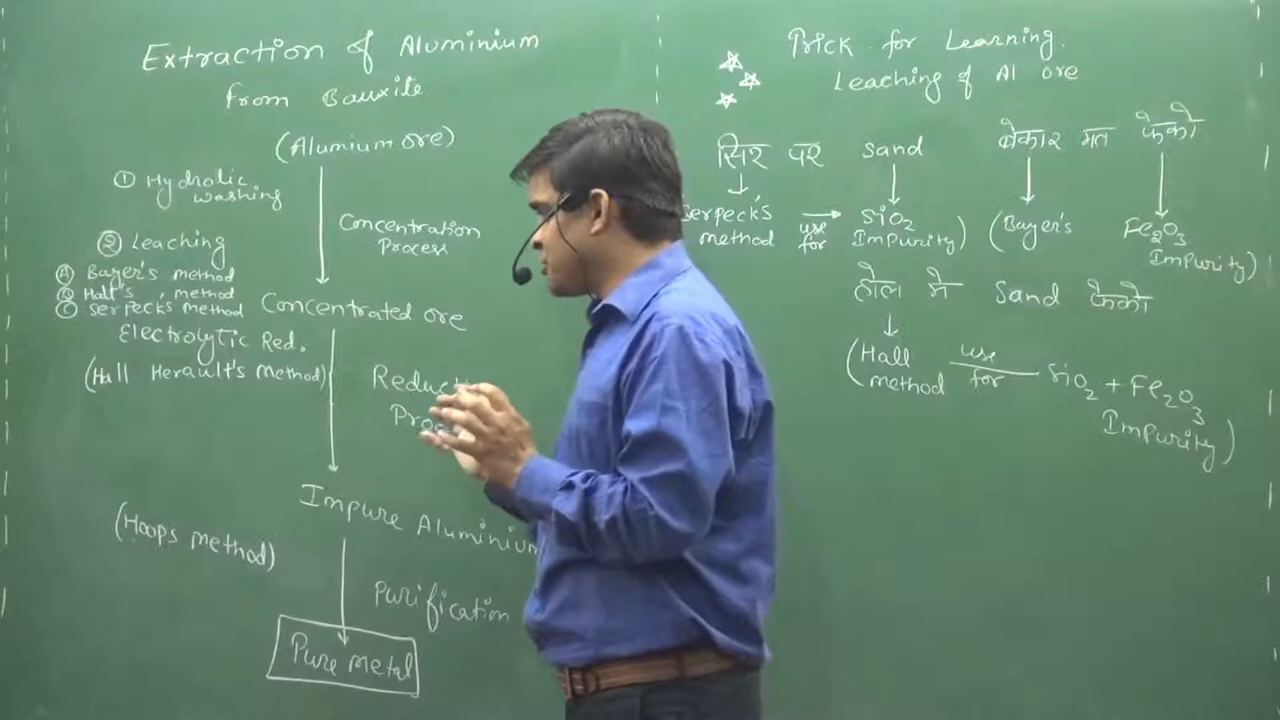 Extraction of Aluminium
from Bauxite
(Alumium ore)
① Hydrolic
washing
Concentration
Process
② Leaching
Ⓐ Bayer's method
Ⓑ Hall's method
Ⓒ Serpeck's method
Concentrated ore
Electrolytic Red.
(Hall Herault's Method)
Impure Aluminium
(Hoops method)
Purification
Pure metal
Trick for Learning.
Leaching of Al ore
सिर पर sand बेकार मत फेको
Serpeck's
method use
for SiO2
Impurity)
(Bayer's Fe2O3
Impurity)
होल मे Sand फेको
(Hall
method use
for SiO2 + Fe2O3
Impurity)